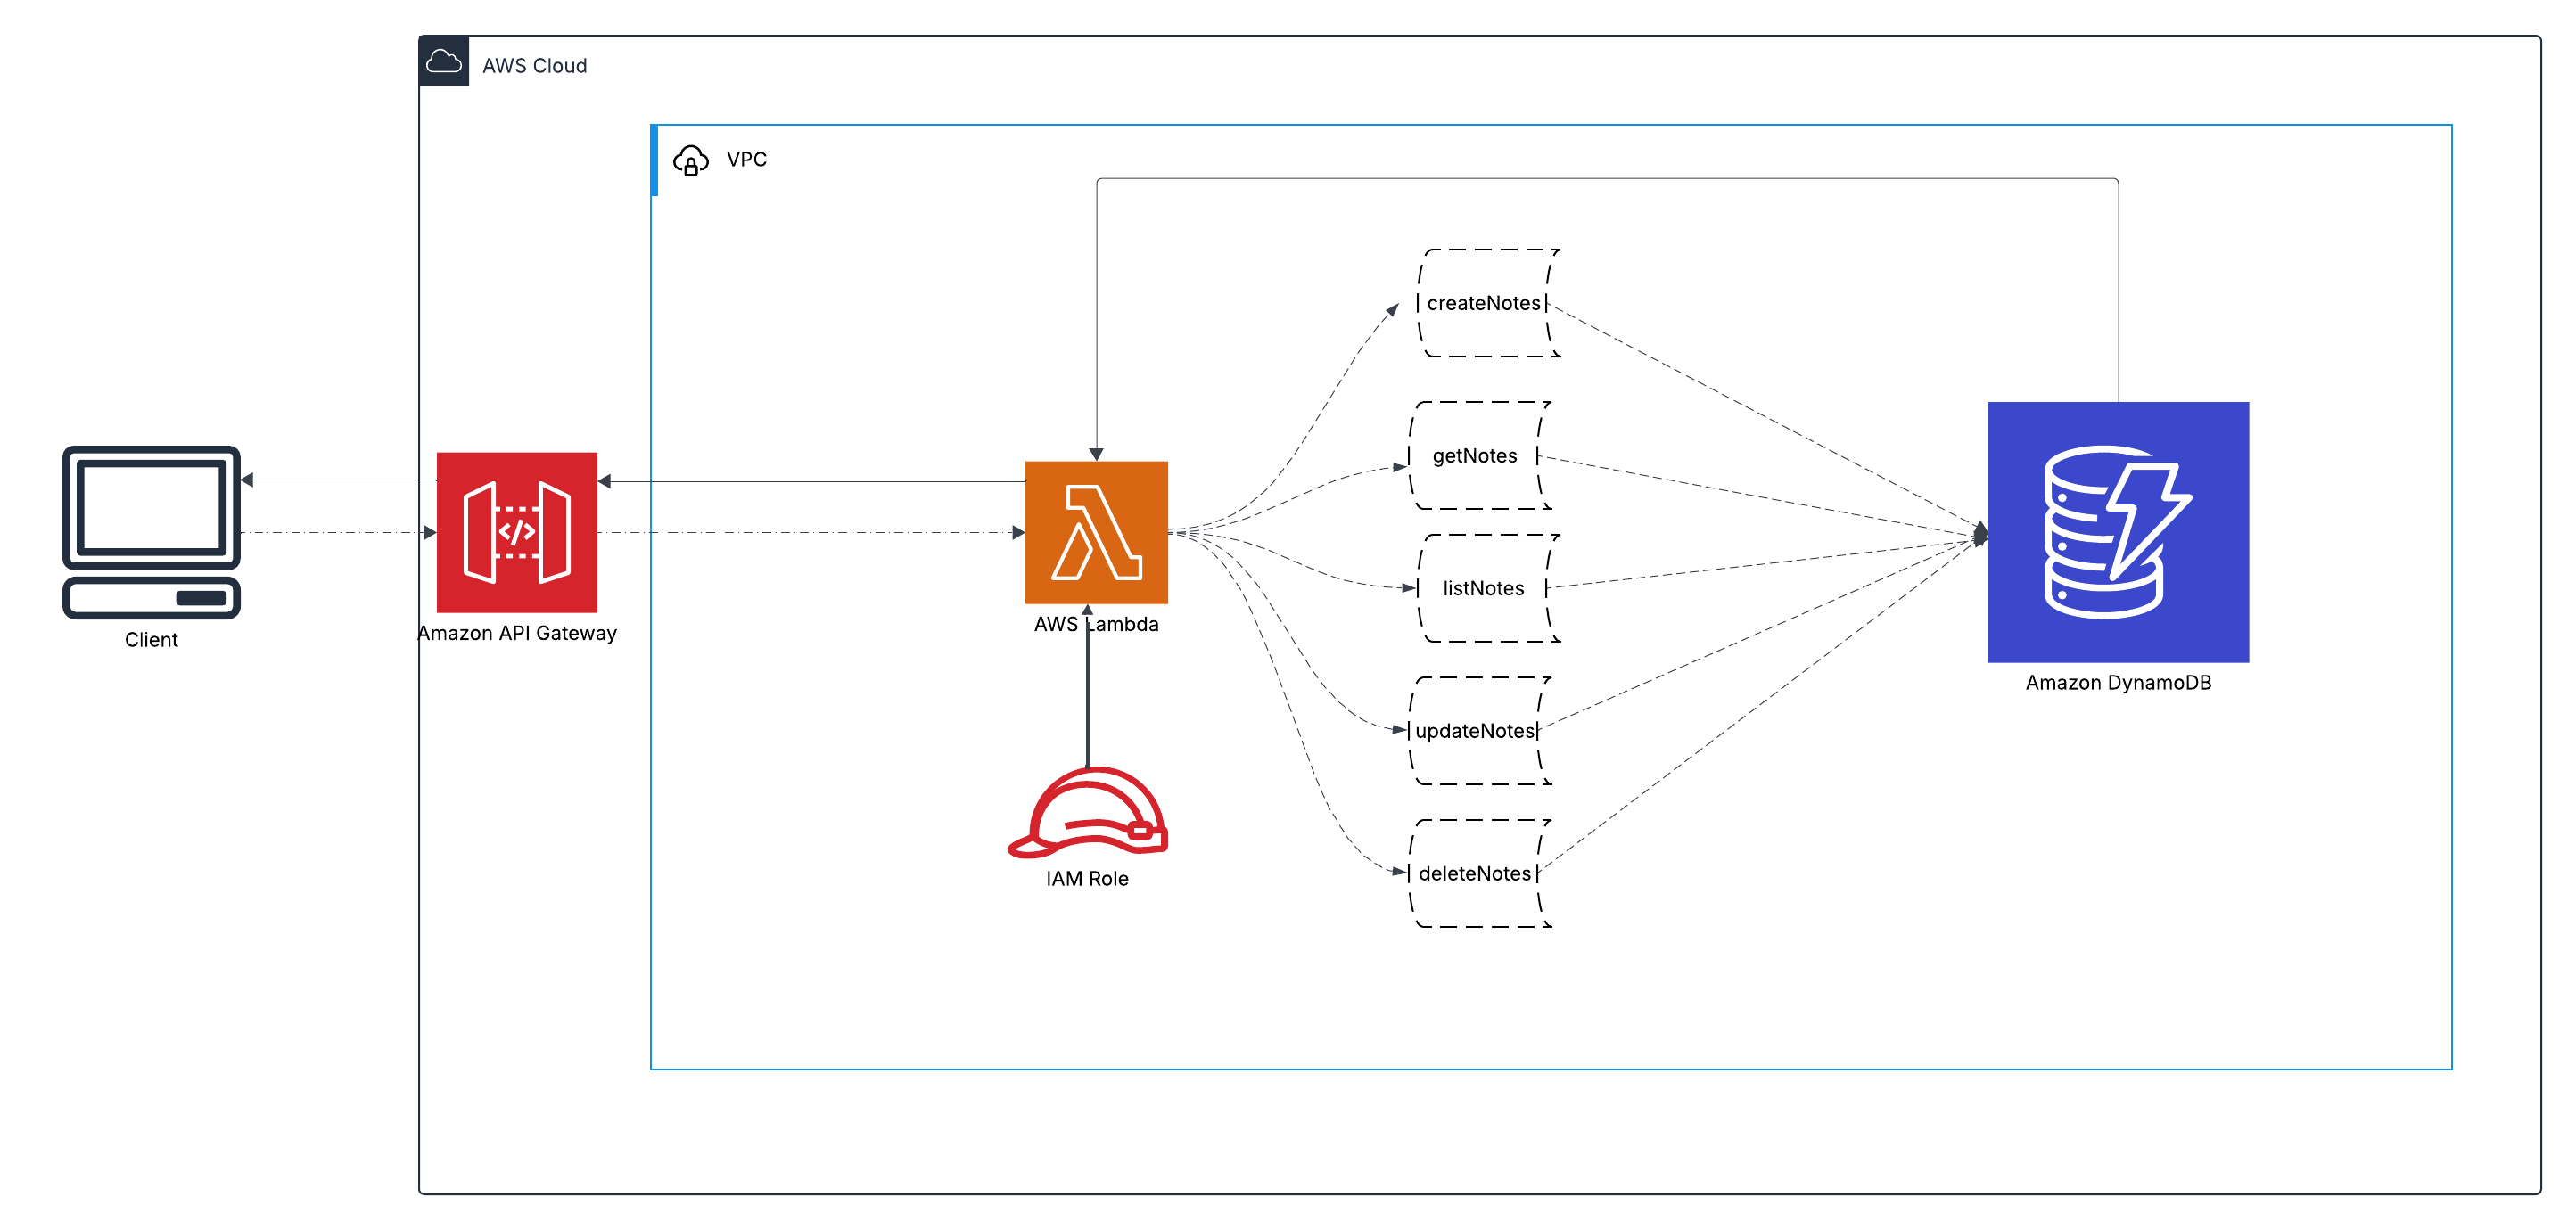 AWS Cloud
VPC
createNotes
getNotes
listNotes
updateNotes
deleteNotes
Client
Amazon API Gateway
</>
AWS Lambda
IAM Role
Amazon DynamoDB